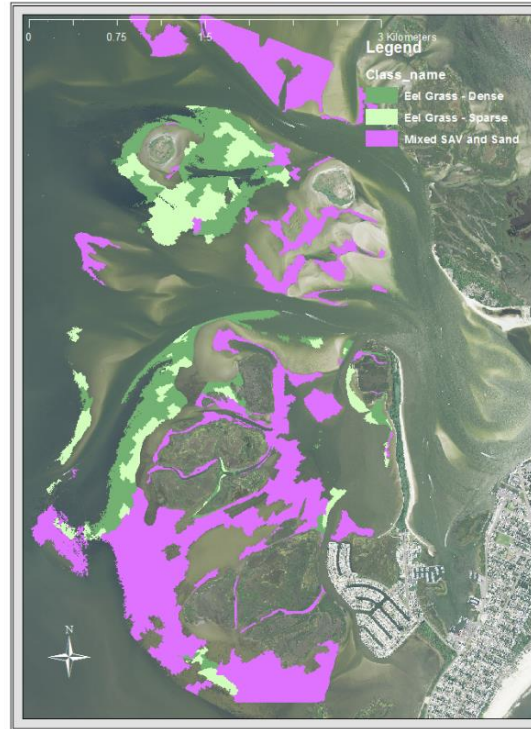 0 0.75 1.5 3 Kilometers
Legend
Class_name
Eel Grass - Dense
Eel Grass - Sparse
Mixed SAV and Sand
N